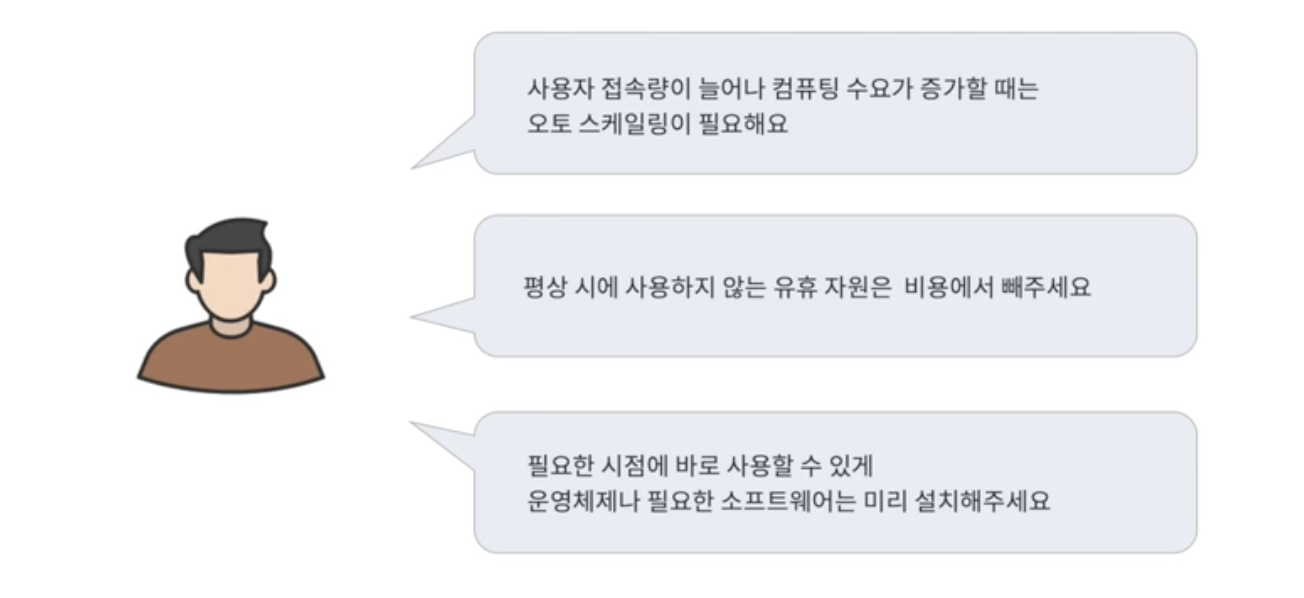 사용자 접속량이 늘어나 컴퓨팅 수요가 증가할 때는
오토 스케일링이 필요해요
평상 시에 사용하지 않는 유휴 자원은 비용에서 빼주세요
필요한 시점에 바로 사용할 수 있게
운영체제나 필요한 소프트웨어는 미리 설치해주세요